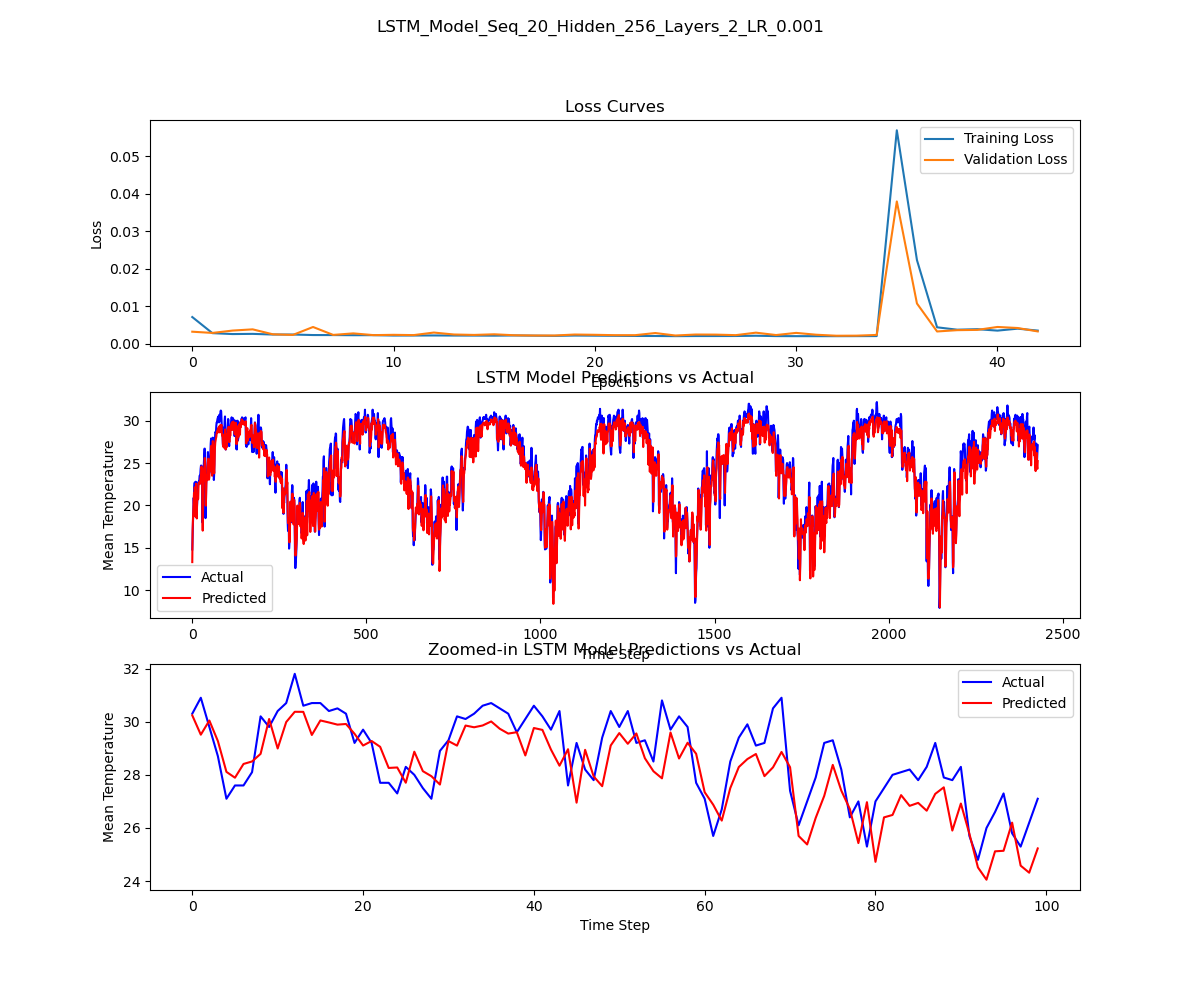 LSTM_Model_Seq_20_Hidden_256_Layers_2_LR_0.001
Loss Curves
0.05
0.04
0.03
0.02
0.01
0.00
Loss
Training Loss
Validation Loss
0 10 20 30 40
Epochs
LSTM Model Predictions vs Actual
30
25
20
15
10
Mean Temperature
Actual
Predicted
0 500 1000 1500 2000 2500
Time Step
Zoomed-in LSTM Model Predictions vs Actual
32
30
28
26
24
Mean Temperature
Actual
Predicted
0 20 40 60 80 100
Time Step